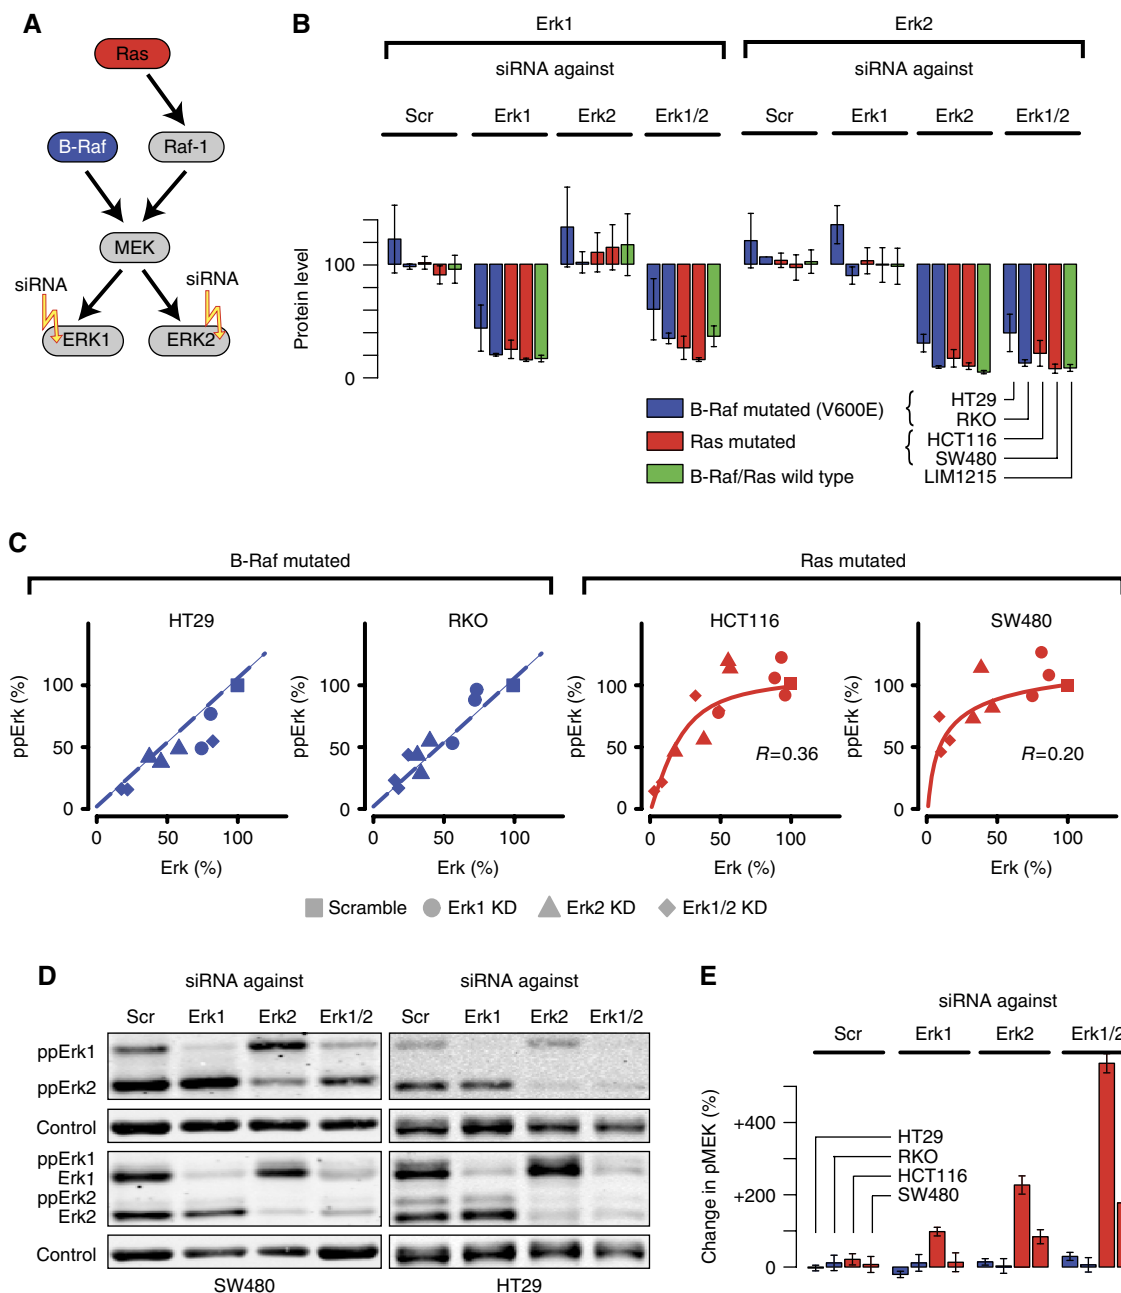 A
Ras
B-Raf
Raf-1
MEK
siRNA
siRNA
ERK1
ERK2
B
Erk1
Erk2
siRNA against
siRNA against
Scr
Erk1
Erk2
Erk1/2
Scr
Erk1
Erk2
Erk1/2
Protein level
100
0
B-Raf mutated (V600E)
Ras mutated
B-Raf/Ras wild type
HT29
RKO
HCT116
SW480
LIM1215
C
B-Raf mutated
Ras mutated
HT29
RKO
HCT116
SW480
ppErk (%)
100
50
0
0
50
100
Erk (%)
ppErk (%)
100
50
0
0
50
100
Erk (%)
ppErk (%)
100
50
0
R=0.36
0
50
100
Erk (%)
ppErk (%)
100
50
0
R=0.20
0
50
100
Erk (%)
Scramble
Erk1 KD
Erk2 KD
Erk1/2 KD
D
siRNA against
siRNA against
Scr
Erk1
Erk2
Erk1/2
Scr
Erk1
Erk2
Erk1/2
ppErk1
ppErk2
Control
ppErk1
Erk1
ppErk2
Erk2
Control
SW480
HT29
E
siRNA against
Scr
Erk1
Erk2
Erk1/2
Change in pMEK (%)
+400
+200
0
HT29
RKO
HCT116
SW480